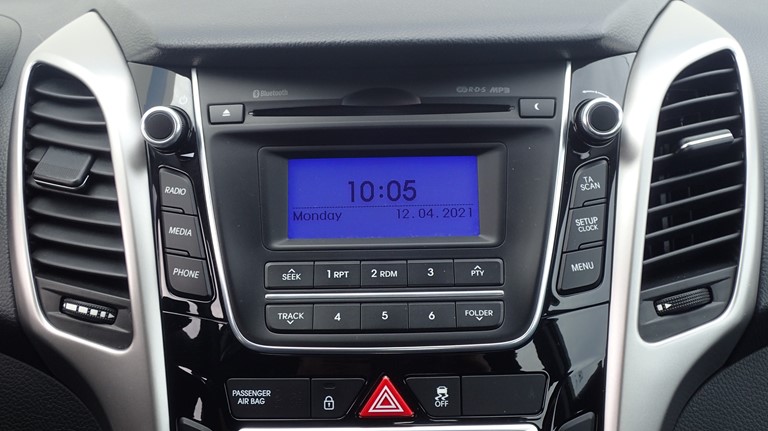 Bluetooth
R·D·S MP3
10:05
Monday 12.04.2021
RADIO
MEDIA
PHONE
TA
SCAN
SETUP
CLOCK
MENU
SEEK 1 RPT 2 RDM 3 PTY
TRACK 4 5 6 FOLDER
PASSENGER
AIR BAG
OFF